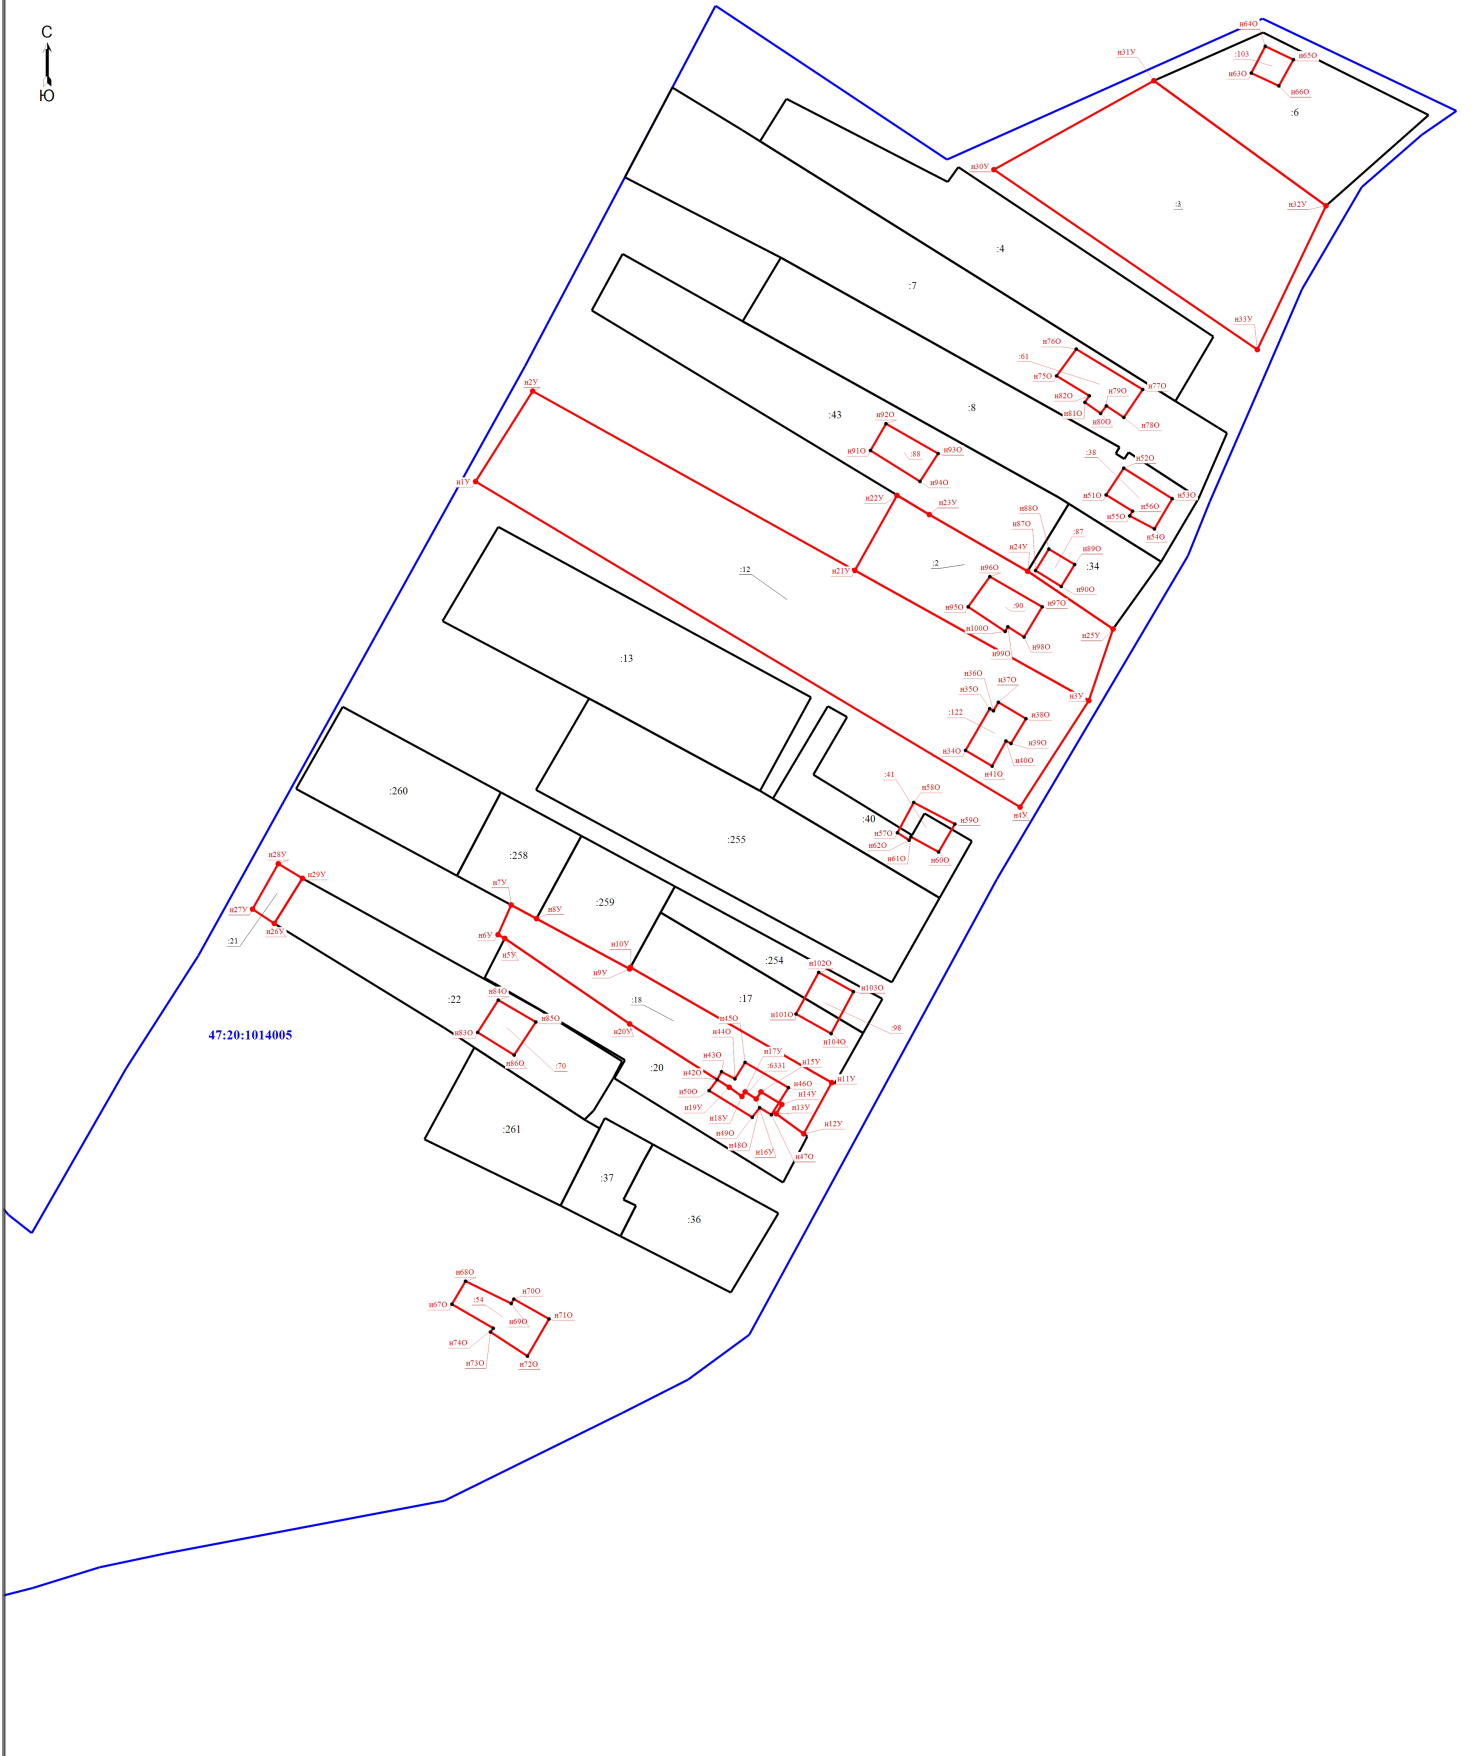 С
Ю
н64О
н31У
:103
н65О
н63О
н66О
:6
н30У
н32У
:3
:4
:7
н33У
н76О
:61
н75О
н77О
н79О
н82О
н81О
н80О
н78О
н2У
:43
:8
н92О
н91О
:88
н93О
н94О
:38
н52О
н51О
н53О
н56О
н55О
н54О
н1У
н22У
н23У
н88О
н87О
:87
н24У
н89О
:34
н90О
:2
:12
н21У
н96О
н95О
:90
н97О
н100О
н98О
н99О
н25У
:13
н36О
н37О
н35О
н3У
:122
н38О
н34О
н39О
н40О
н41О
:41
н58О
н4У
:260
:40
н59О
н57О
н62О
н61О
н60О
:255
:258
н28У
н29У
н7У
:259
н27У
н8У
н26У
н6У
:21
н5У
н10У
н9У
:254
н102О
н103О
:22
н84О
:18
:17
н101О
н85О
н45О
:98
н83О
н20У
н44О
н104О
47:20:1014005
н86О
:70
:20
н43О
н17У
н15У
:6331
н42О
н46О
н11У
н50О
н14У
н19У
н13У
н18У
н12У
:261
н49О
н48О
н16У
н47О
:37
:36
н68О
н70О
н67О
:54
н71О
н69О
н74О
н73О
н72О